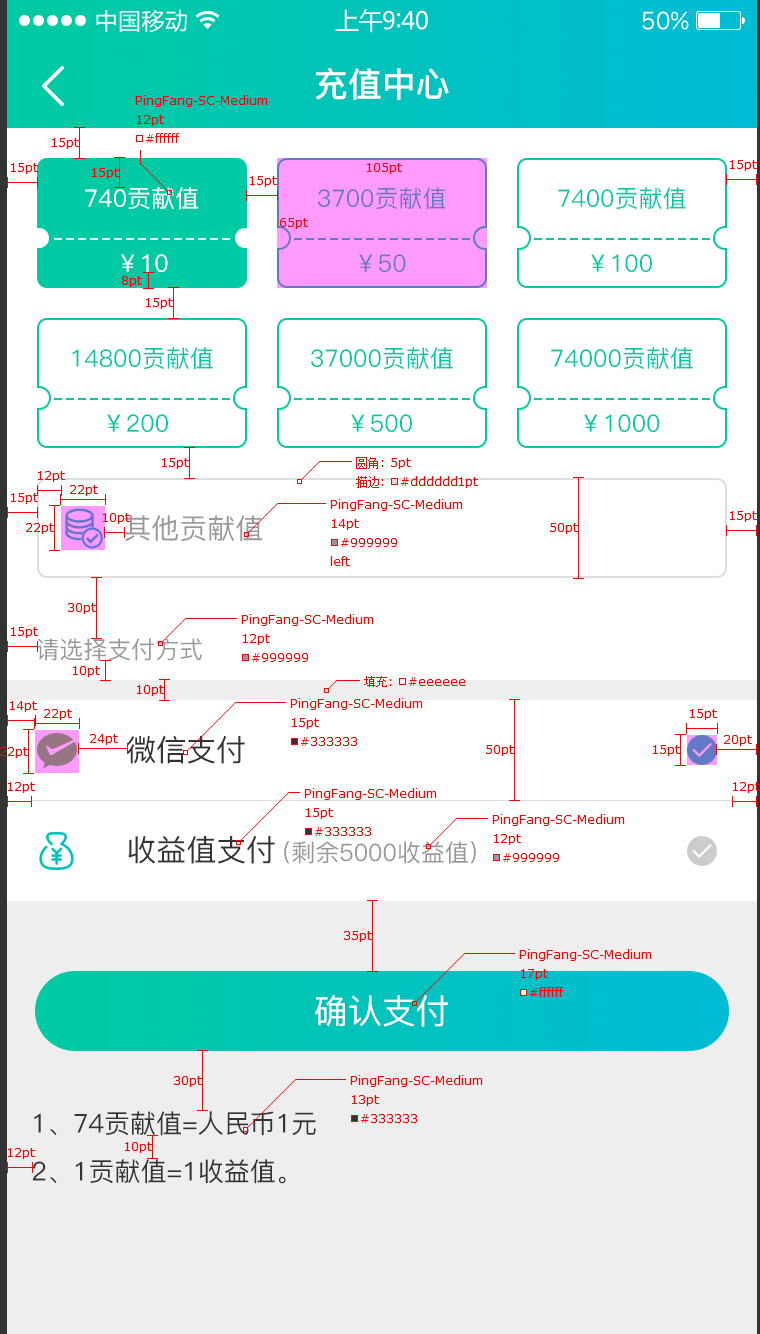 中国移动 上午9:40 50%
充值中心
PingFang-SC-Medium
12pt
#ffffff
15pt
15pt
15pt
15pt
105pt
15pt
740贡献值
3700贡献值
7400贡献值
65pt
￥10
￥50
￥100
8pt
15pt
14800贡献值
37000贡献值
74000贡献值
￥200
￥500
￥1000
15pt
圆角：5pt
描边：#dddddd1pt
12pt
22pt
15pt
22pt
10pt
其他贡献值
PingFang-SC-Medium
14pt
#999999
left
50pt
15pt
30pt
PingFang-SC-Medium
12pt
#999999
15pt
请选择支付方式
10pt
10pt
填充：#eeeeee
14pt
22pt
22pt
24pt
微信支付
PingFang-SC-Medium
15pt
#333333
50pt
15pt
15pt
20pt
12pt
12pt
PingFang-SC-Medium
15pt
#333333
PingFang-SC-Medium
12pt
#999999
收益值支付（剩余5000收益值）
35pt
PingFang-SC-Medium
17pt
#ffffff
确认支付
30pt
PingFang-SC-Medium
13pt
#333333
1、74贡献值=人民币1元
10pt
12pt
2、1贡献值=1收益值。